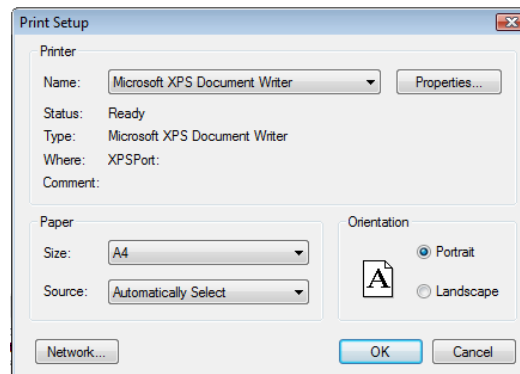 Print Setup
Printer
Name: Microsoft XPS Document Writer Properties...
Status: Ready
Type: Microsoft XPS Document Writer
Where: XPSPort:
Comment:
Paper Orientation
Size: A4 Portrait
A
Source: Automatically Select Landscape
Network... OK Cancel